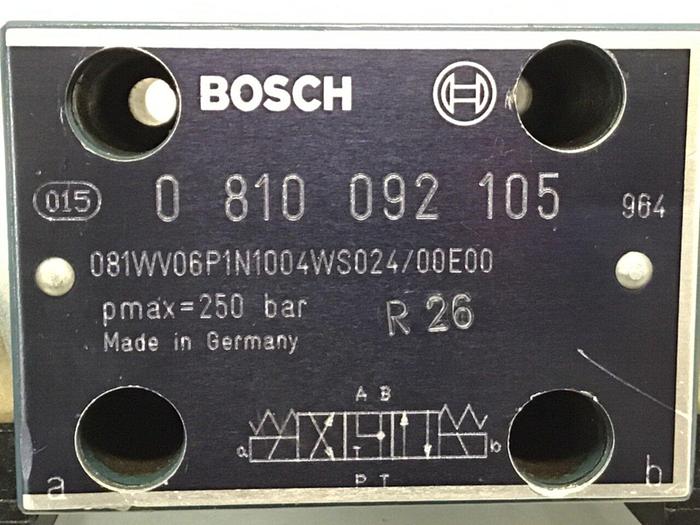 BOSCH
015 0 810 092 105 964
081WV06P1N1004WS024/00E00
pmax=250 bar R 26
Made in Germany
A B
a b
P T
a b